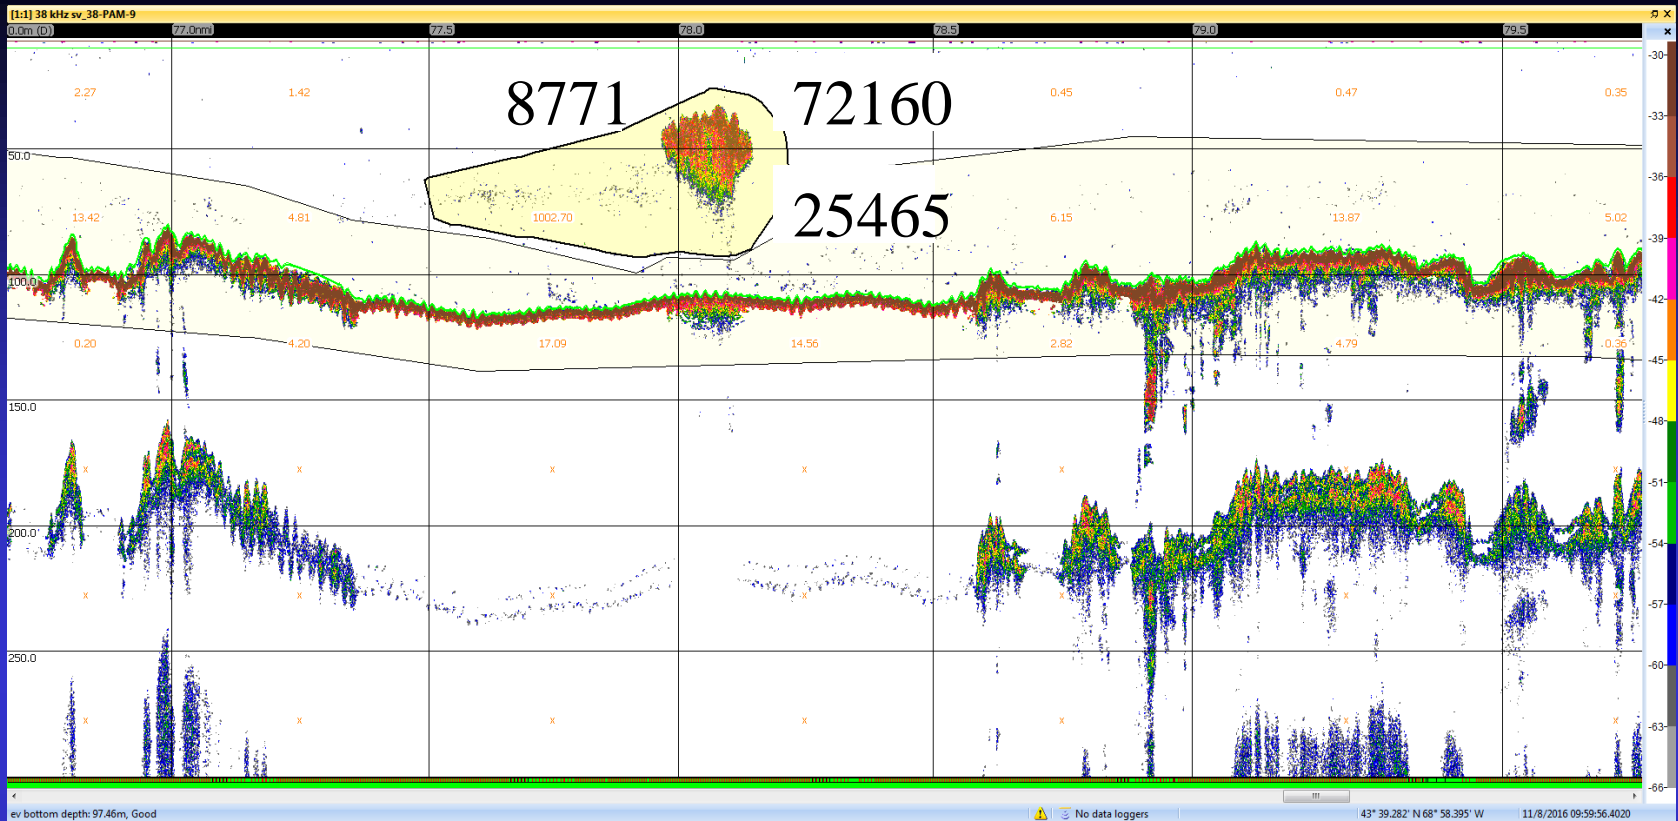 [1:1] 38 kHz sv_38-PAM-9
0.0m (D) 77.0nmi 77.5 78.0 78.5 79.0 79.5
-30
8771 72160
2.27 1.42 0.45 0.47 0.35
-33
50.0
-36
25465
13.42 4.81 1002.70 6.15 13.87 5.02
-39
100.0
-42
0.20 4.20 17.09 14.56 2.82 4.79 0.36
-45
150.0
-48
x x x x x x x
-51
200.0
-54
x x x x x x x
-57
250.0
-60
-63
x x x x x x x
-66
ev bottom depth: 97.46m, Good No data loggers 43° 39.282' N 68° 58.395' W 11/8/2016 09:59:56.4020